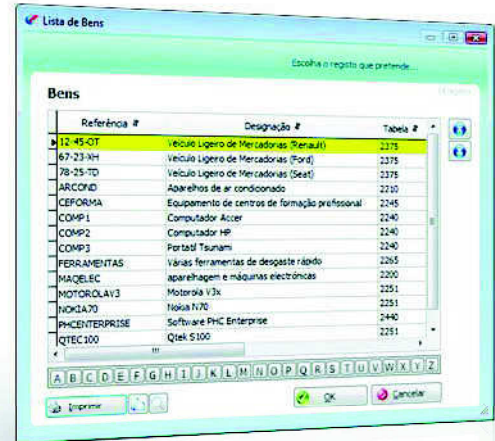 Lista de Bens
Escolha o registo que pretende...
Bens
Referência Designação Tabela
12-45-OT Veículo Ligeiro de Mercadorias (Renault) 2375
67-23-XH Veículo Ligeiro de Mercadorias (Ford) 2375
78-25-TD Veículo Ligeiro de Mercadorias (Seat) 2375
ARCOND Aparelhos de ar condicionado 2210
CEFORMA Equipamento de centros de formação profissional 2245
COMP1 Computador Accer 2240
COMP2 Computador HP 2240
COMP3 Portatil Tsunami 2240
FERRAMENTAS Várias ferramentas de desgaste rápido 2265
MAQELEC aparelhagem e máquinas electrónicas 2200
MOTOROLAV3 Motorola V3x 2251
NOKIA70 Nokia N70 2251
PHCENTERPRISE Software PHC Enterprise 2440
QTEC100 Qtek S100 2251
A B C D E F G H I J K L M N O P Q R S T U V W X Y Z
Imprimir OK Cancelar